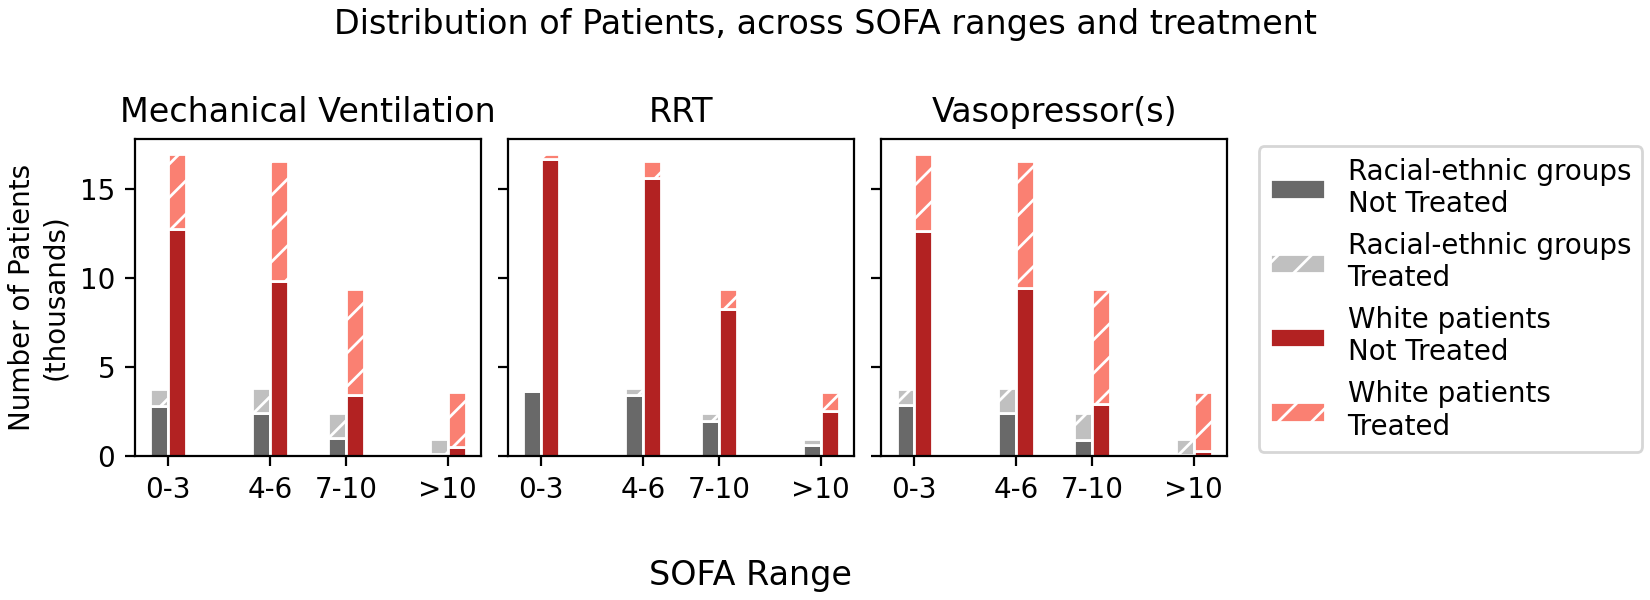 Distribution of Patients, across SOFA ranges and treatment
Mechanical Ventilation
RRT
Vasopressor(s)
Number of Patients
(thousands)
15
10
5
0
0-3
4-6
7-10
>10
0-3
4-6
7-10
>10
0-3
4-6
7-10
>10
SOFA Range
Racial-ethnic groups
Not Treated
Racial-ethnic groups
Treated
White patients
Not Treated
White patients
Treated